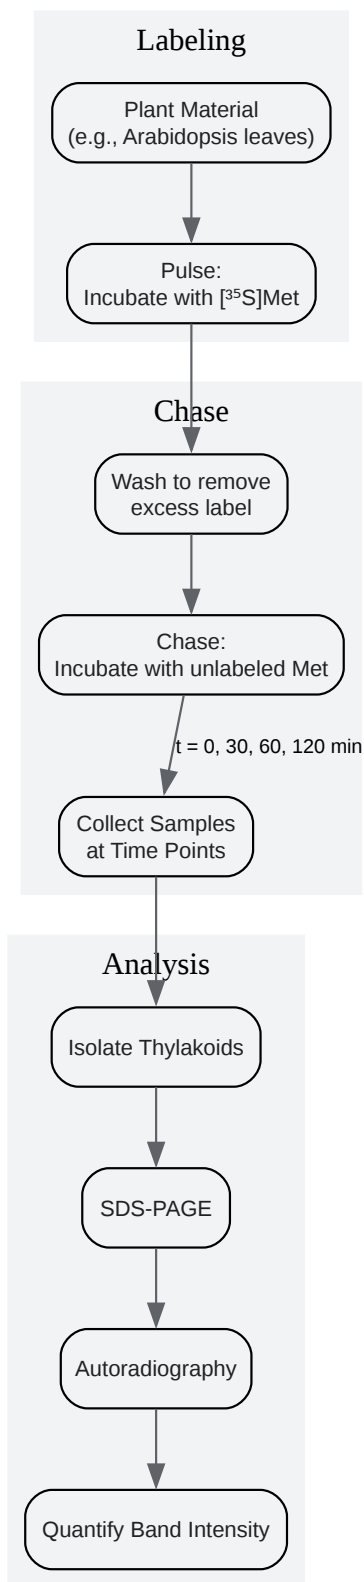 Labeling
Plant Material
(e.g., Arabidopsis leaves)
Pulse:
Incubate with [³⁵S]Met
Chase
Wash to remove
excess label
Chase:
Incubate with unlabeled Met
t = 0, 30, 60, 120 min
Collect Samples
at Time Points
Analysis
Isolate Thylakoids
SDS-PAGE
Autoradiography
Quantify Band Intensity